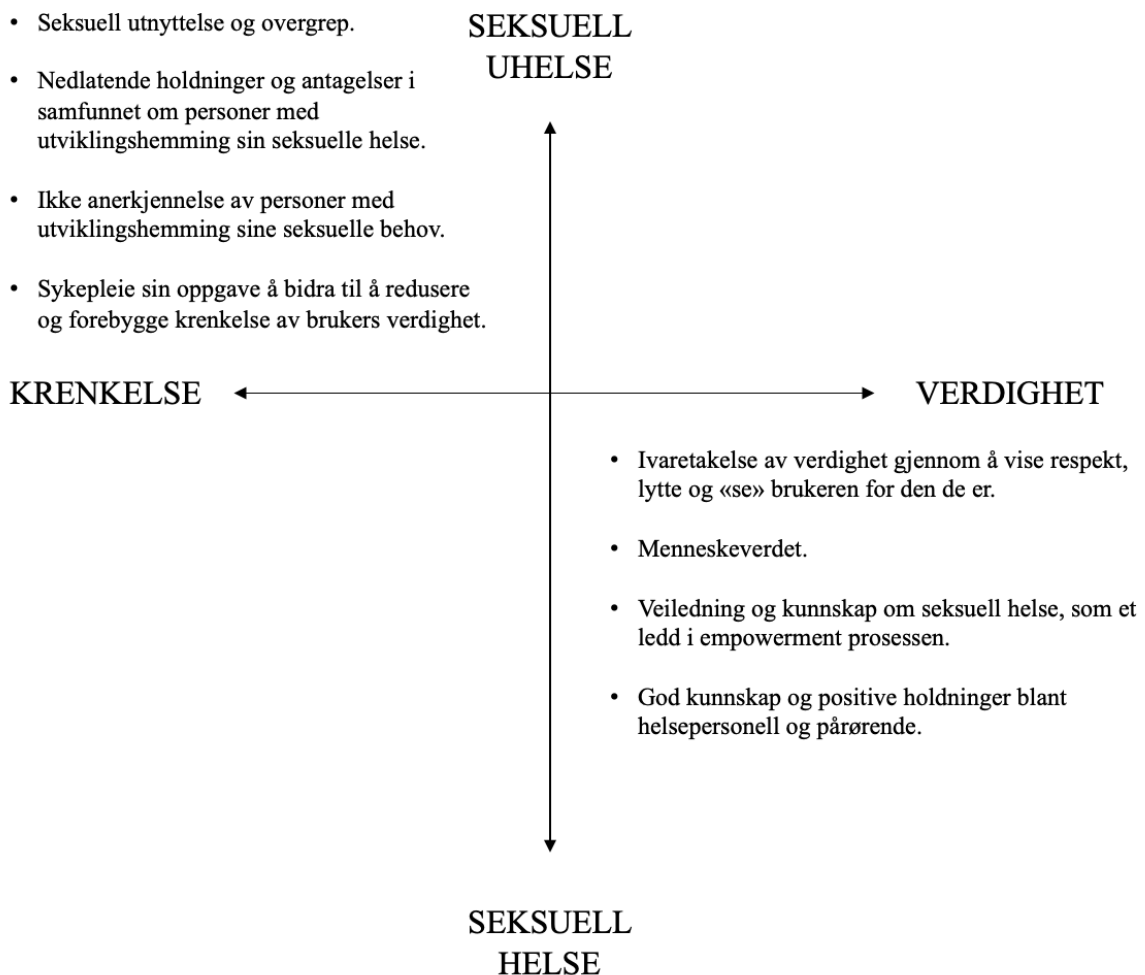 • Seksuell utnyttelse og overgrep.
SEKSUELL
UHELSE
• Nedlatende holdninger og antagelser i
samfunnet om personer med
utviklingshemming sin seksuelle helse.
• Ikke anerkjennelse av personer med
utviklingshemming sine seksuelle behov.
• Sykepleie sin oppgave å bidra til å redusere
og forebygge krenkelse av brukers verdighet.
KRENKELSE
VERDIGHET
• Ivaretakelse av verdighet gjennom å vise respekt,
lytte og «se» brukeren for den de er.
• Menneskeverdet.
• Veiledning og kunnskap om seksuell helse, som et
ledd i empowerment prosessen.
• God kunnskap og positive holdninger blant
helsepersonell og pårørende.
SEKSUELL
HELSE